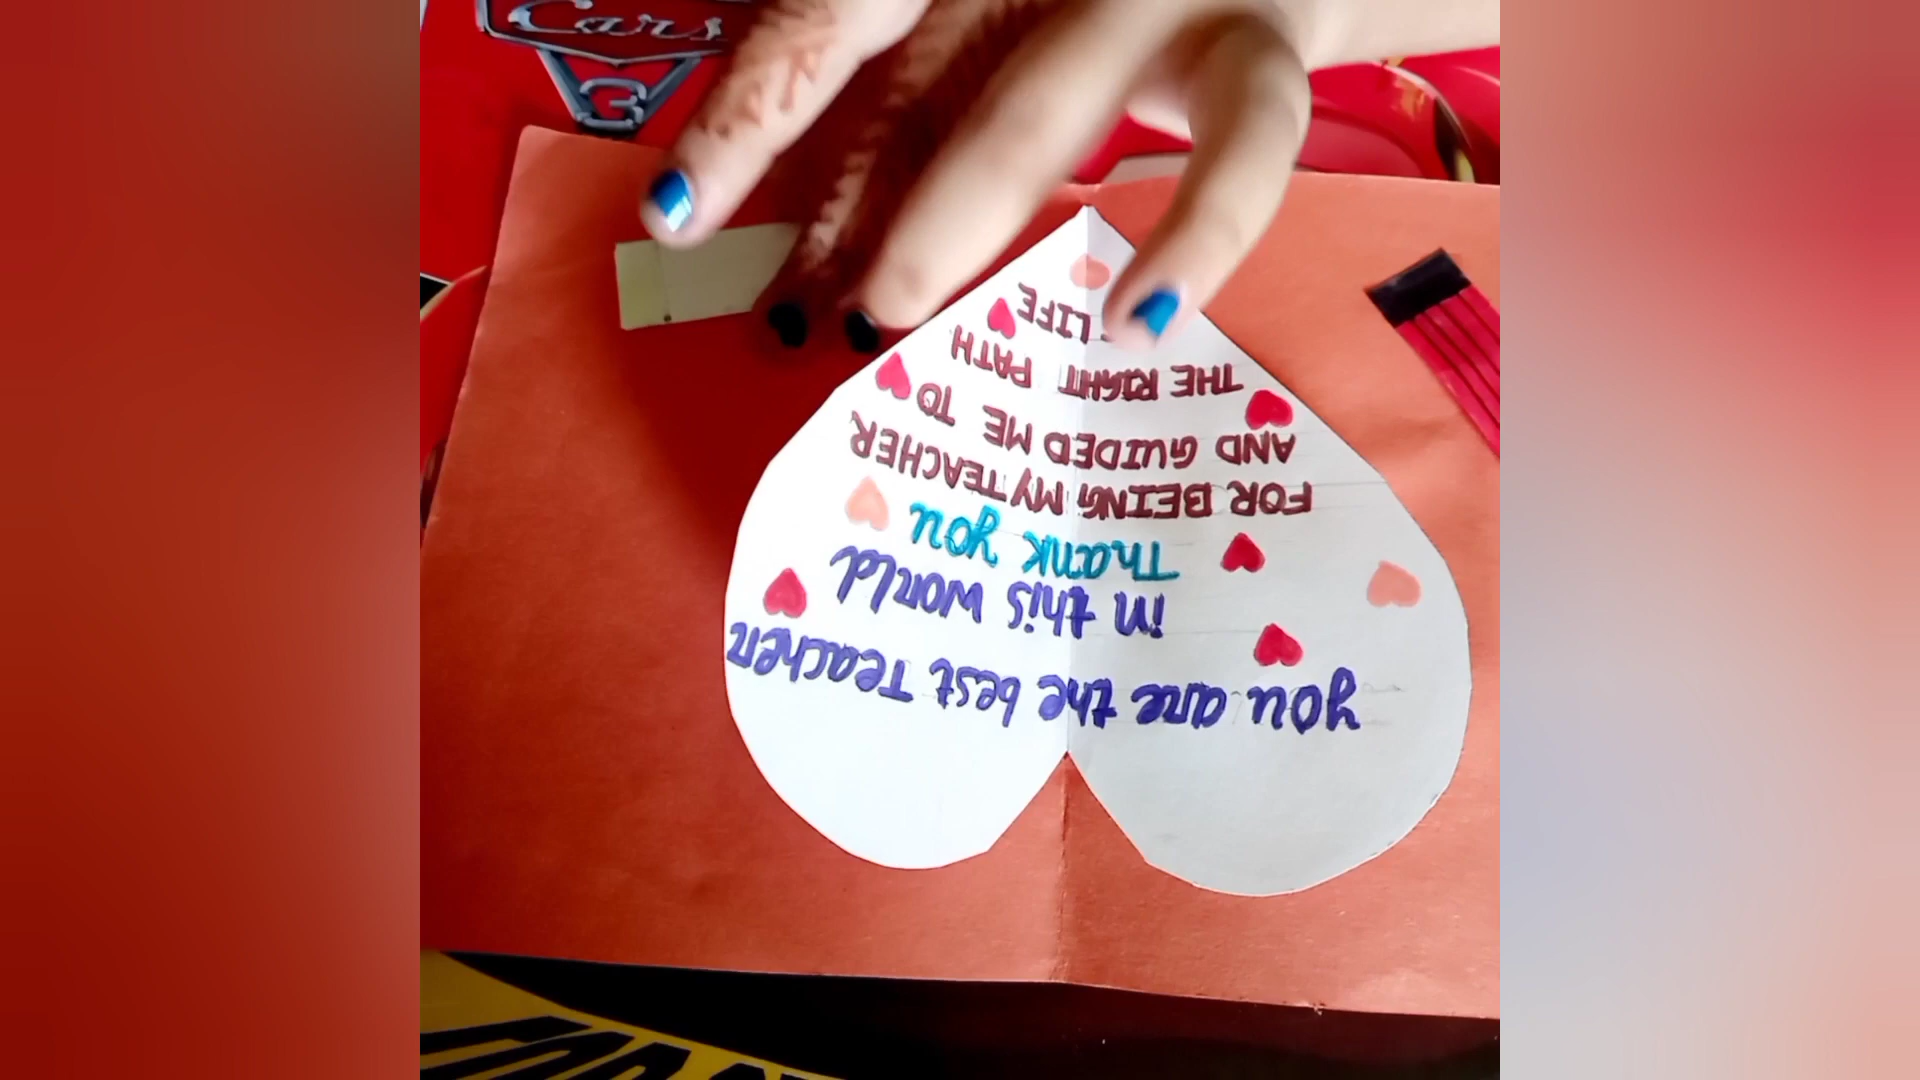 Cars
3
you are the best Teacher
in this world
Thank you
FOR BEING MY TEACHER
AND GUIDED ME TO
THE RIGHT PATH
LIFE